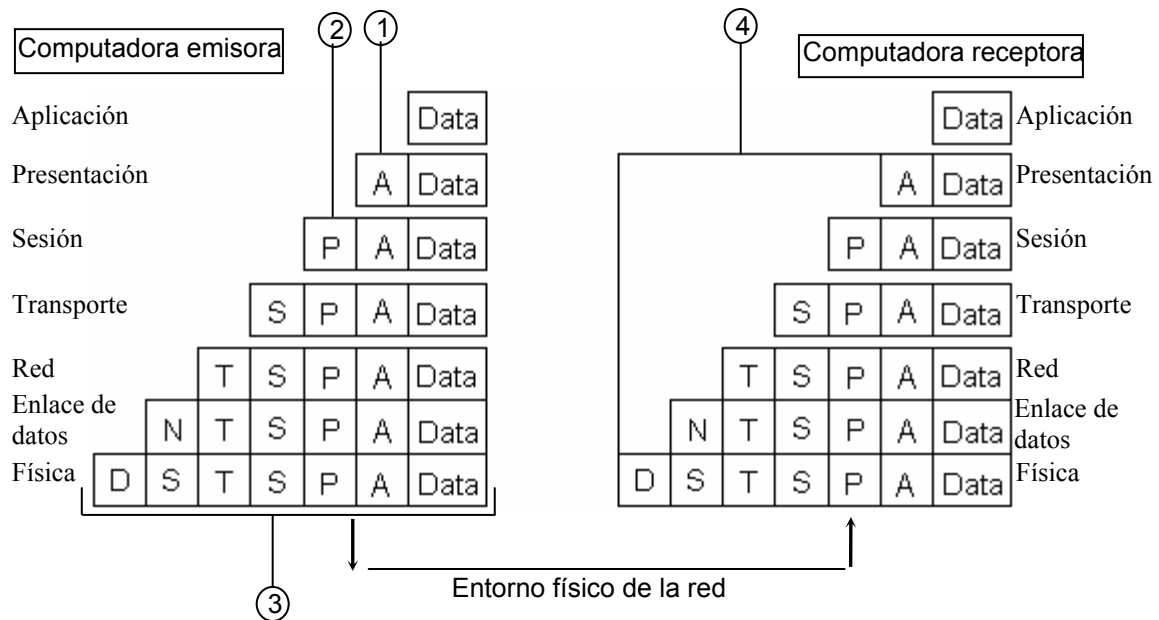 2 1 4
Computadora emisora
Computadora receptora
Aplicación Data
Data Aplicación
Presentación A Data
A Data Presentación
Sesión P A Data
P A Data Sesión
Transporte S P A Data
S P A Data Transporte
Red T S P A Data
T S P A Data Red
Enlace de
datos N T S P A Data
N T S P A Data Enlace de
datos
Física D S T S P A Data
D S T S P A Data Física
Entorno físico de la red
3